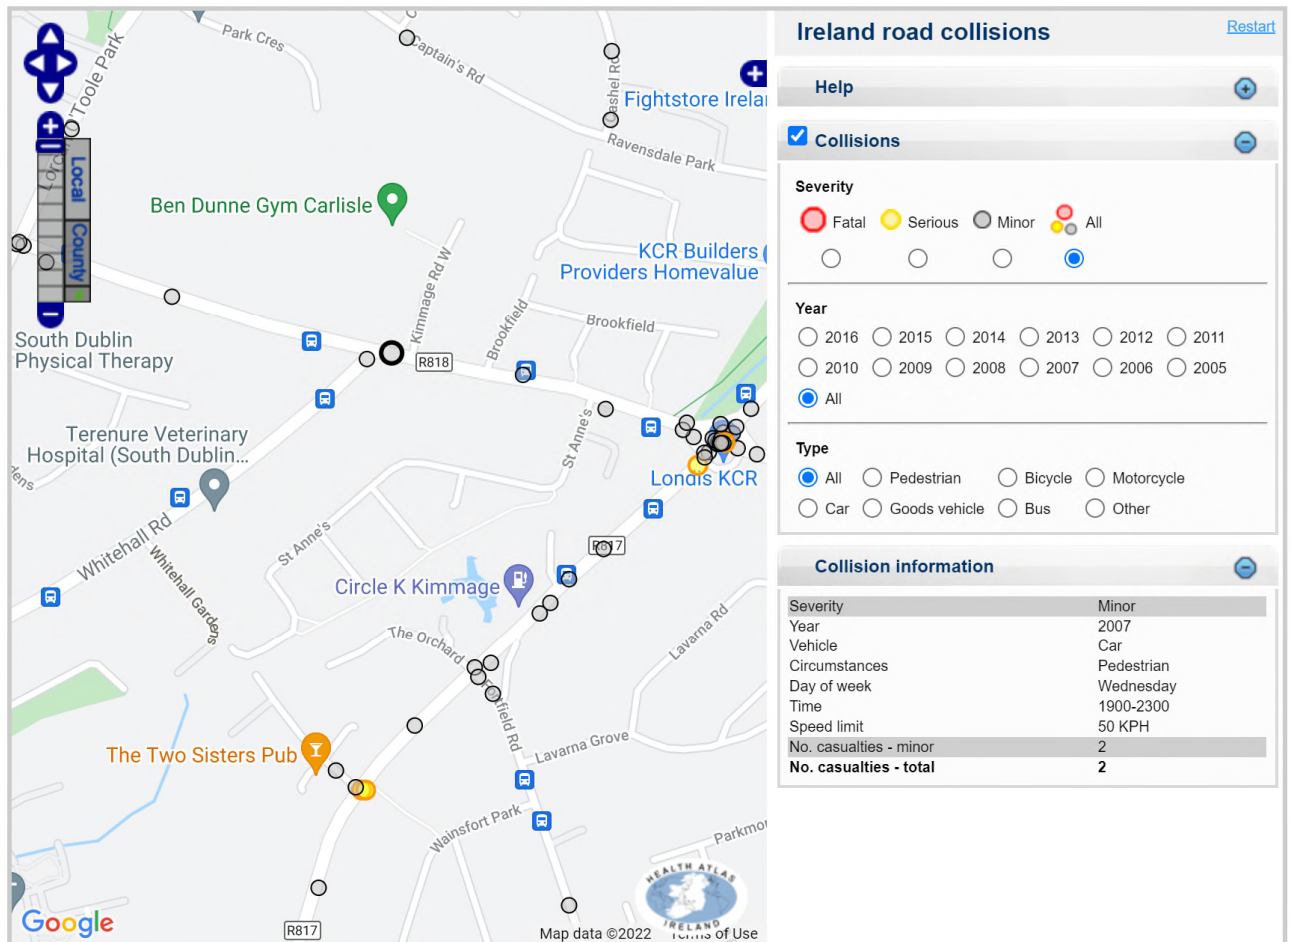 Park Cres
Captain's Rd
Cashel Rd
O'Toole Park
Fightstore Irela
Ravensdale Park
Local
County
Ben Dunne Gym Carlisle
Kimmage Rd W
KCR Builders
Providers Homevalue
Brookfield
Brookfield
South Dublin
Physical Therapy
R818
St Anne's
Terenure Veterinary
Hospital (South Dublin...
Londis KCR
Whitehall Rd
St Anne's
R817
Whitehall Gardens
Circle K Kimmage
The Orchard
Lavarna Rd
Fortfield Rd
Lavarna Grove
The Two Sisters Pub
Wainsfort Park
Parkmo
HEALTH ATLAS
IRELAND
Google
R817
Map data ©2022
Terms of Use
Ireland road collisions
Restart
Help
Collisions
Severity
Fatal Serious Minor All
Year
2016 2015 2014 2013 2012 2011
2010 2009 2008 2007 2006 2005
All
Type
All Pedestrian Bicycle Motorcycle
Car Goods vehicle Bus Other
Collision information
Severity Minor
Year 2007
Vehicle Car
Circumstances Pedestrian
Day of week Wednesday
Time 1900-2300
Speed limit 50 KPH
No. casualties - minor 2
No. casualties - total 2